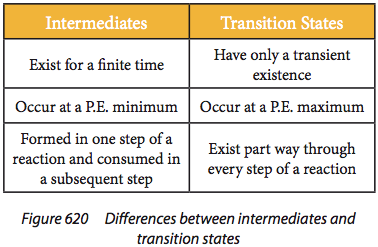 Intermediates
Transition States
Exist for a finite time
Have only a transient
existence
Occur at a P.E. minimum
Occur at a P.E. maximum
Formed in one step of a
reaction and consumed in
a subsequent step
Exist part way through
every step of a reaction
Figure 620 Differences between intermediates and
transition states